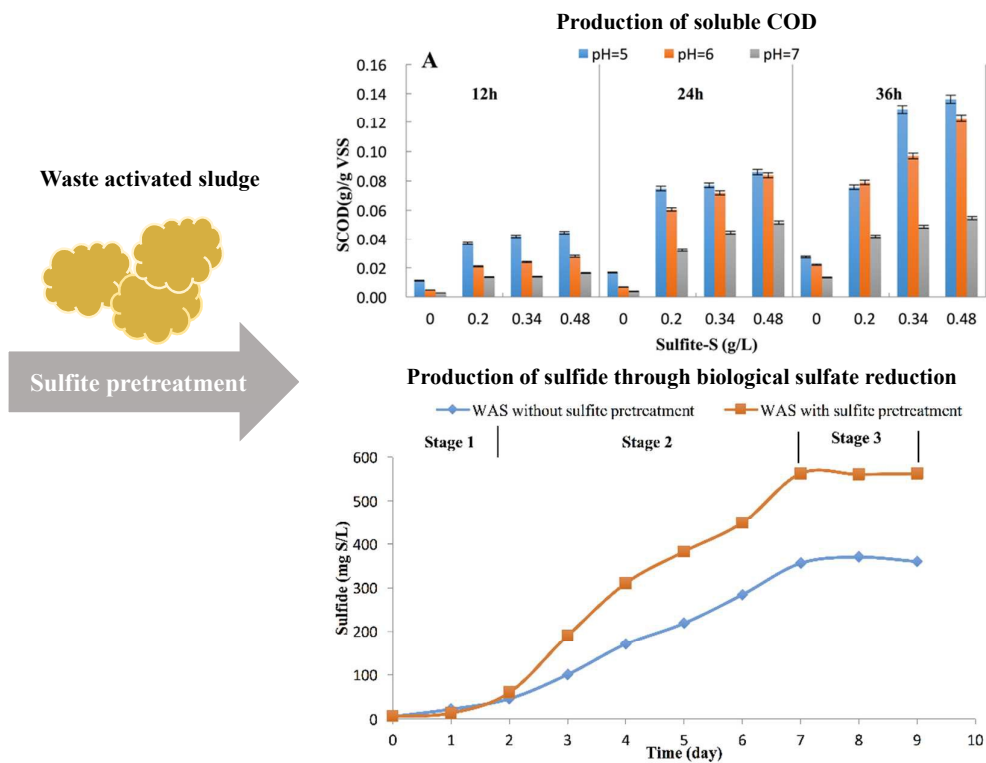 Production of soluble COD
A
pH=5 pH=6 pH=7
12h 24h 36h
0.16
0.14
0.12
0.10
0.08
0.06
0.04
0.02
0.00
SCOD(g)/g VSS
0 0.2 0.34 0.48 0 0.2 0.34 0.48 0 0.2 0.34 0.48
Sulfite-S (g/L)
Waste activated sludge
Sulfite pretreatment
Production of sulfide through biological sulfate reduction
WAS without sulfite pretreatment WAS with sulfite pretreatment
Stage 1 Stage 2 Stage 3
600
500
400
300
200
100
0
Sulfide (mg S/L)
0 1 2 3 4 5 6 7 8 9 10
Time (day)